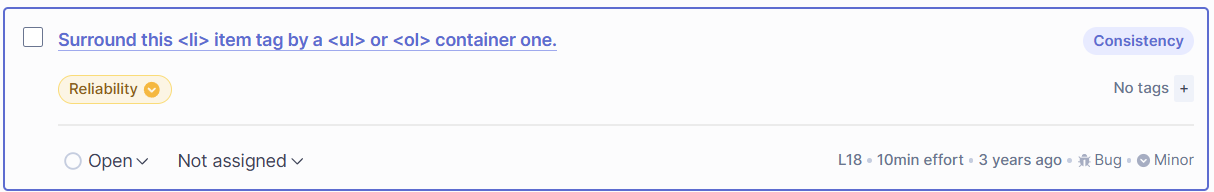 Surround this <li> item tag by a <ul> or <ol> container one.
Consistency
Reliability
No tags +
Open
Not assigned
L18 • 10min effort • 3 years ago • Bug • Minor